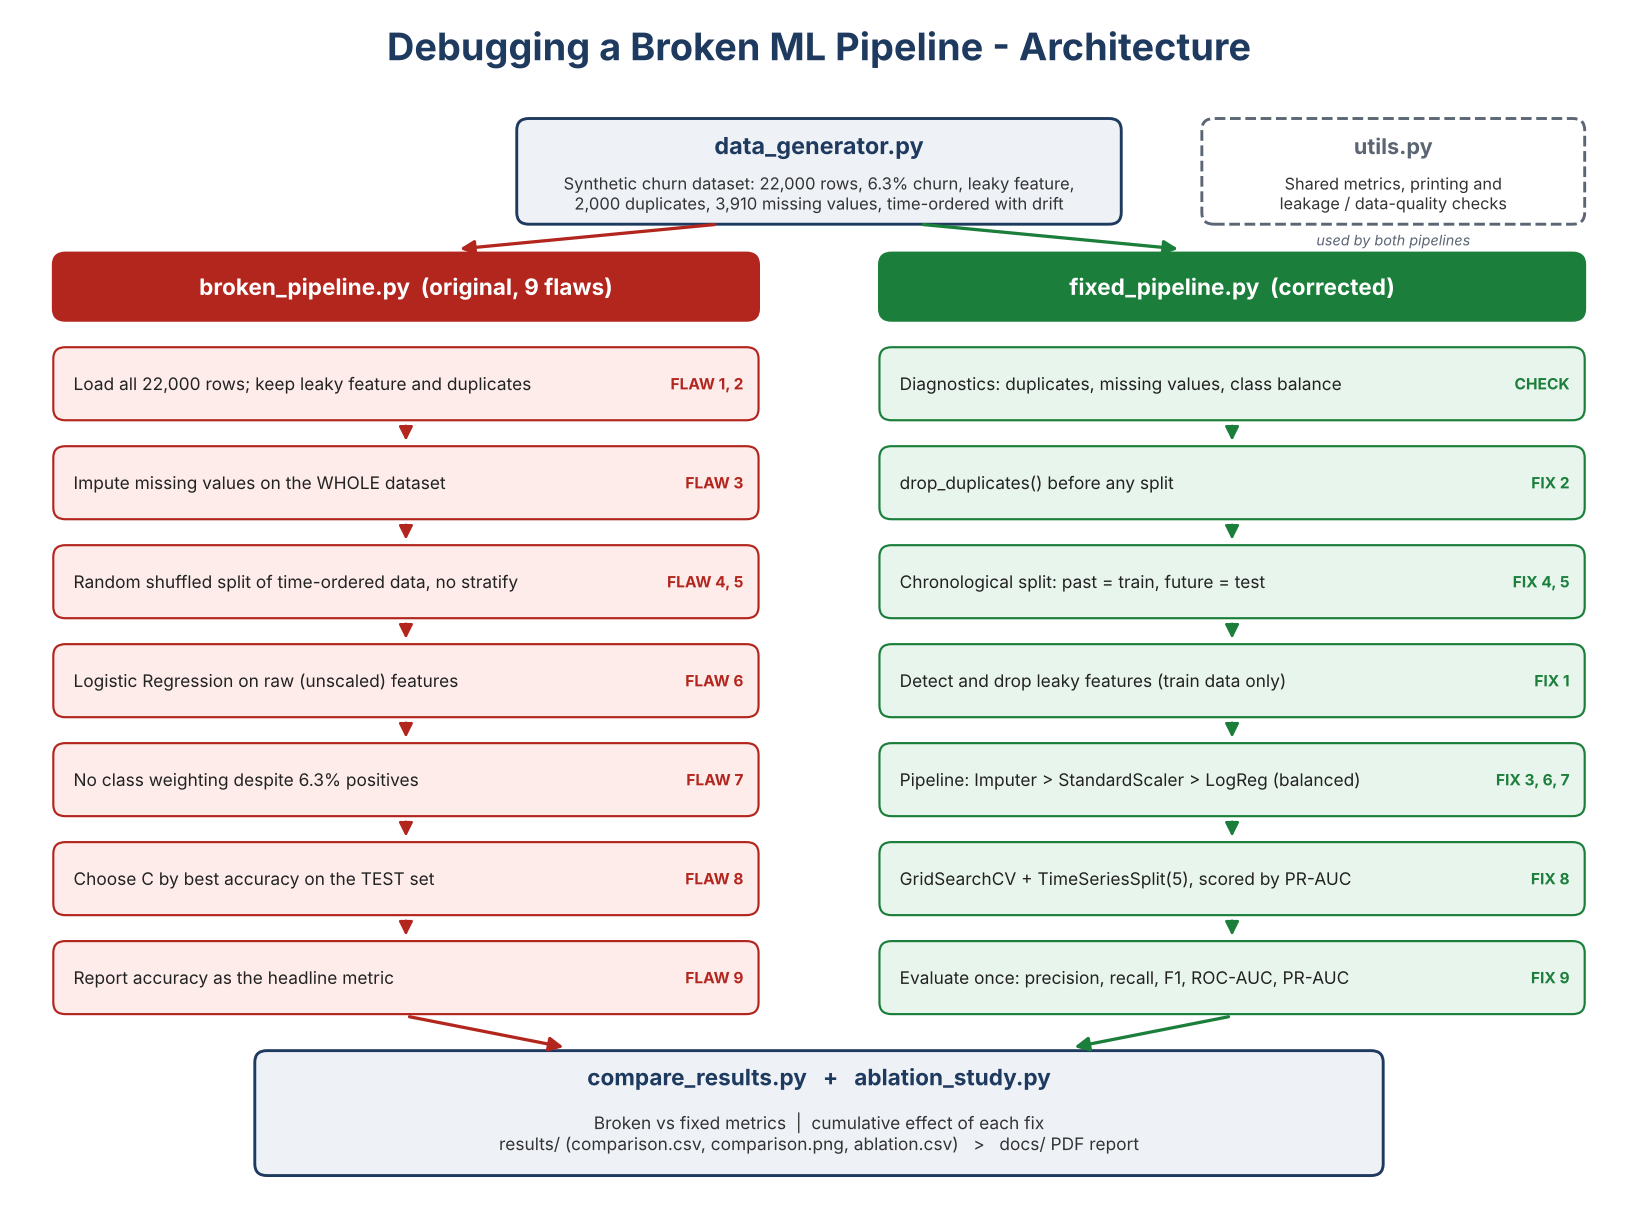 Debugging a Broken ML Pipeline - Architecture
data_generator.py
Synthetic churn dataset: 22,000 rows, 6.3% churn, leaky feature,
2,000 duplicates, 3,910 missing values, time-ordered with drift
utils.py
Shared metrics, printing and
leakage / data-quality checks
used by both pipelines
broken_pipeline.py (original, 9 flaws)
Load all 22,000 rows; keep leaky feature and duplicates FLAW 1, 2
Impute missing values on the WHOLE dataset FLAW 3
Random shuffled split of time-ordered data, no stratify FLAW 4, 5
Logistic Regression on raw (unscaled) features FLAW 6
No class weighting despite 6.3% positives FLAW 7
Choose C by best accuracy on the TEST set FLAW 8
Report accuracy as the headline metric FLAW 9
fixed_pipeline.py (corrected)
Diagnostics: duplicates, missing values, class balance CHECK
drop_duplicates() before any split FIX 2
Chronological split: past = train, future = test FIX 4, 5
Detect and drop leaky features (train data only) FIX 1
Pipeline: Imputer > StandardScaler > LogReg (balanced) FIX 3, 6, 7
GridSearchCV + TimeSeriesSplit(5), scored by PR-AUC FIX 8
Evaluate once: precision, recall, F1, ROC-AUC, PR-AUC FIX 9
compare_results.py + ablation_study.py
Broken vs fixed metrics | cumulative effect of each fix
results/ (comparison.csv, comparison.png, ablation.csv) > docs/ PDF report